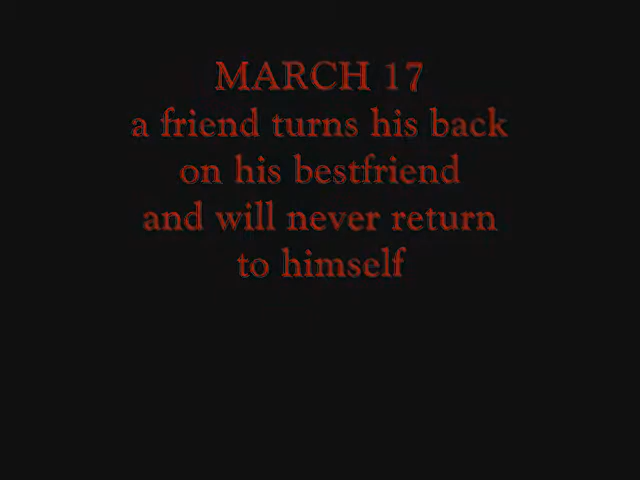 MARCH 17
a friend turns his back
on his bestfriend
and will never return
to himself